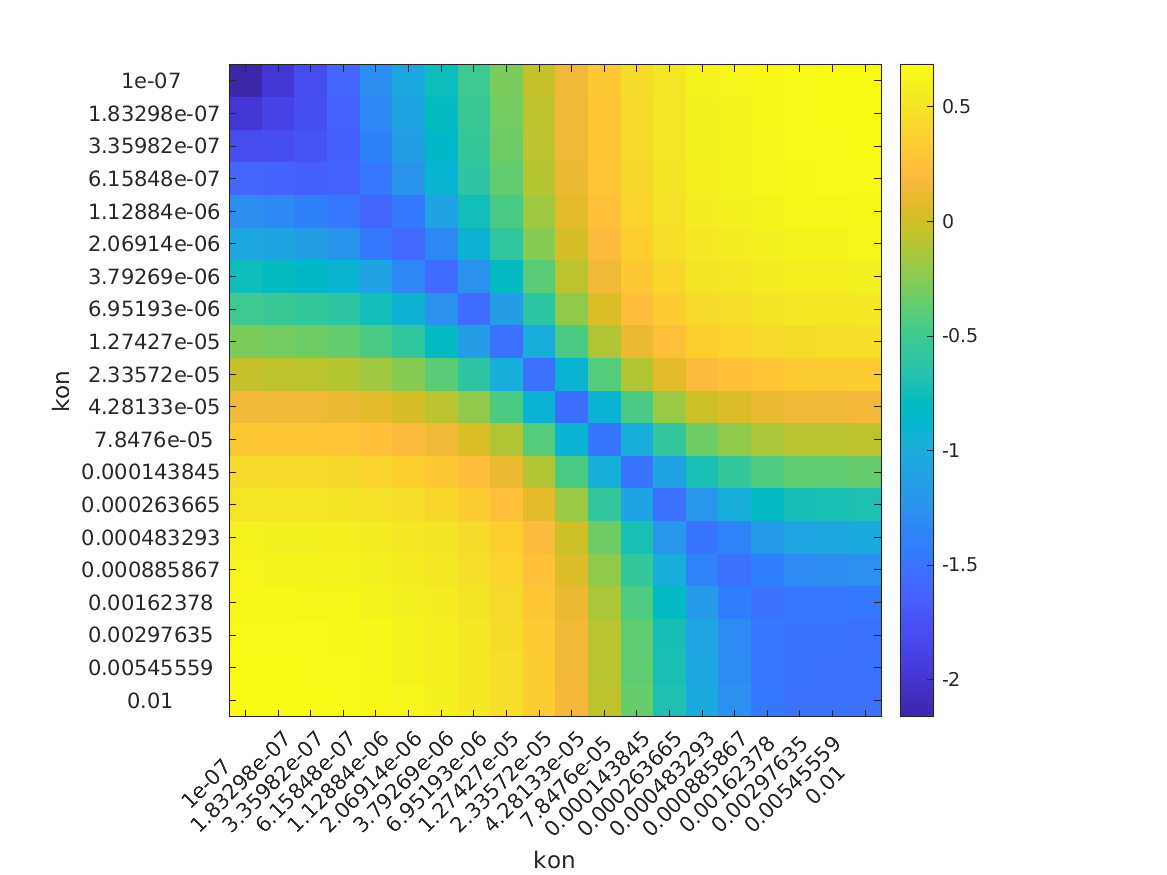 1e-07
1.83298e-07
3.35982e-07
6.15848e-07
1.12884e-06
2.06914e-06
3.79269e-06
6.95193e-06
1.27427e-05
2.33572e-05
4.28133e-05
7.8476e-05
0.000143845
0.000263665
0.000483293
0.000885867
0.00162378
0.00297635
0.00545559
0.01
kon
0.5
0
-0.5
-1
-1.5
-2
1e-07
1.83298e-07
3.35982e-07
6.15848e-07
1.12884e-06
2.06914e-06
3.79269e-06
6.95193e-06
1.27427e-05
2.33572e-05
4.28133e-05
7.8476e-05
0.000143845
0.000263665
0.000483293
0.000885867
0.00162378
0.00297635
0.00545559
0.01
kon